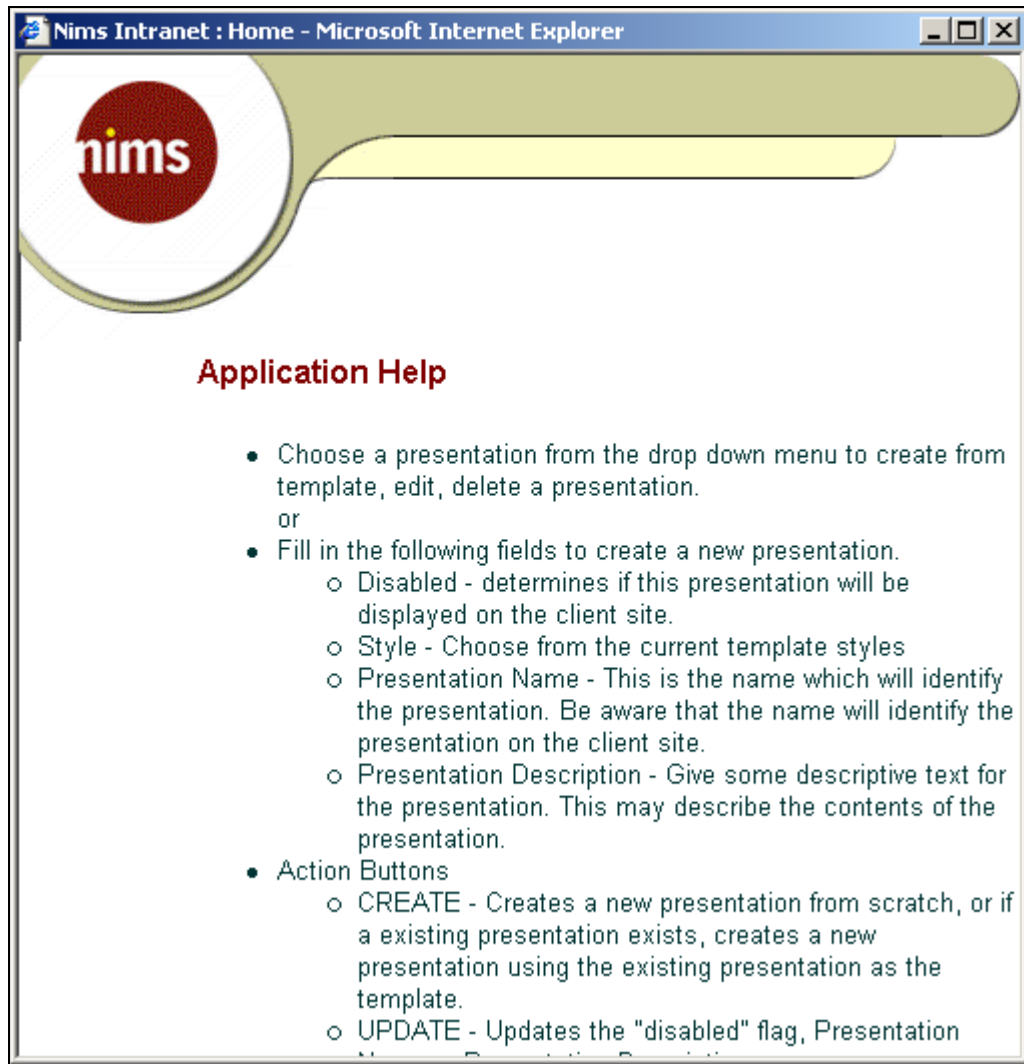 Nims Intranet : Home - Microsoft Internet Explorer
nims
Application Help
Choose a presentation from the drop down menu to create from
template, edit, delete a presentation.
or
Fill in the following fields to create a new presentation.
Disabled - determines if this presentation will be
displayed on the client site.
Style - Choose from the current template styles
Presentation Name - This is the name which will identify
the presentation. Be aware that the name will identify the
presentation on the client site.
Presentation Description - Give some descriptive text for
the presentation. This may describe the contents of the
presentation.
Action Buttons
CREATE - Creates a new presentation from scratch, or if
a existing presentation exists, creates a new
presentation using the existing presentation as the
template.
UPDATE - Updates the "disabled" flag, Presentation